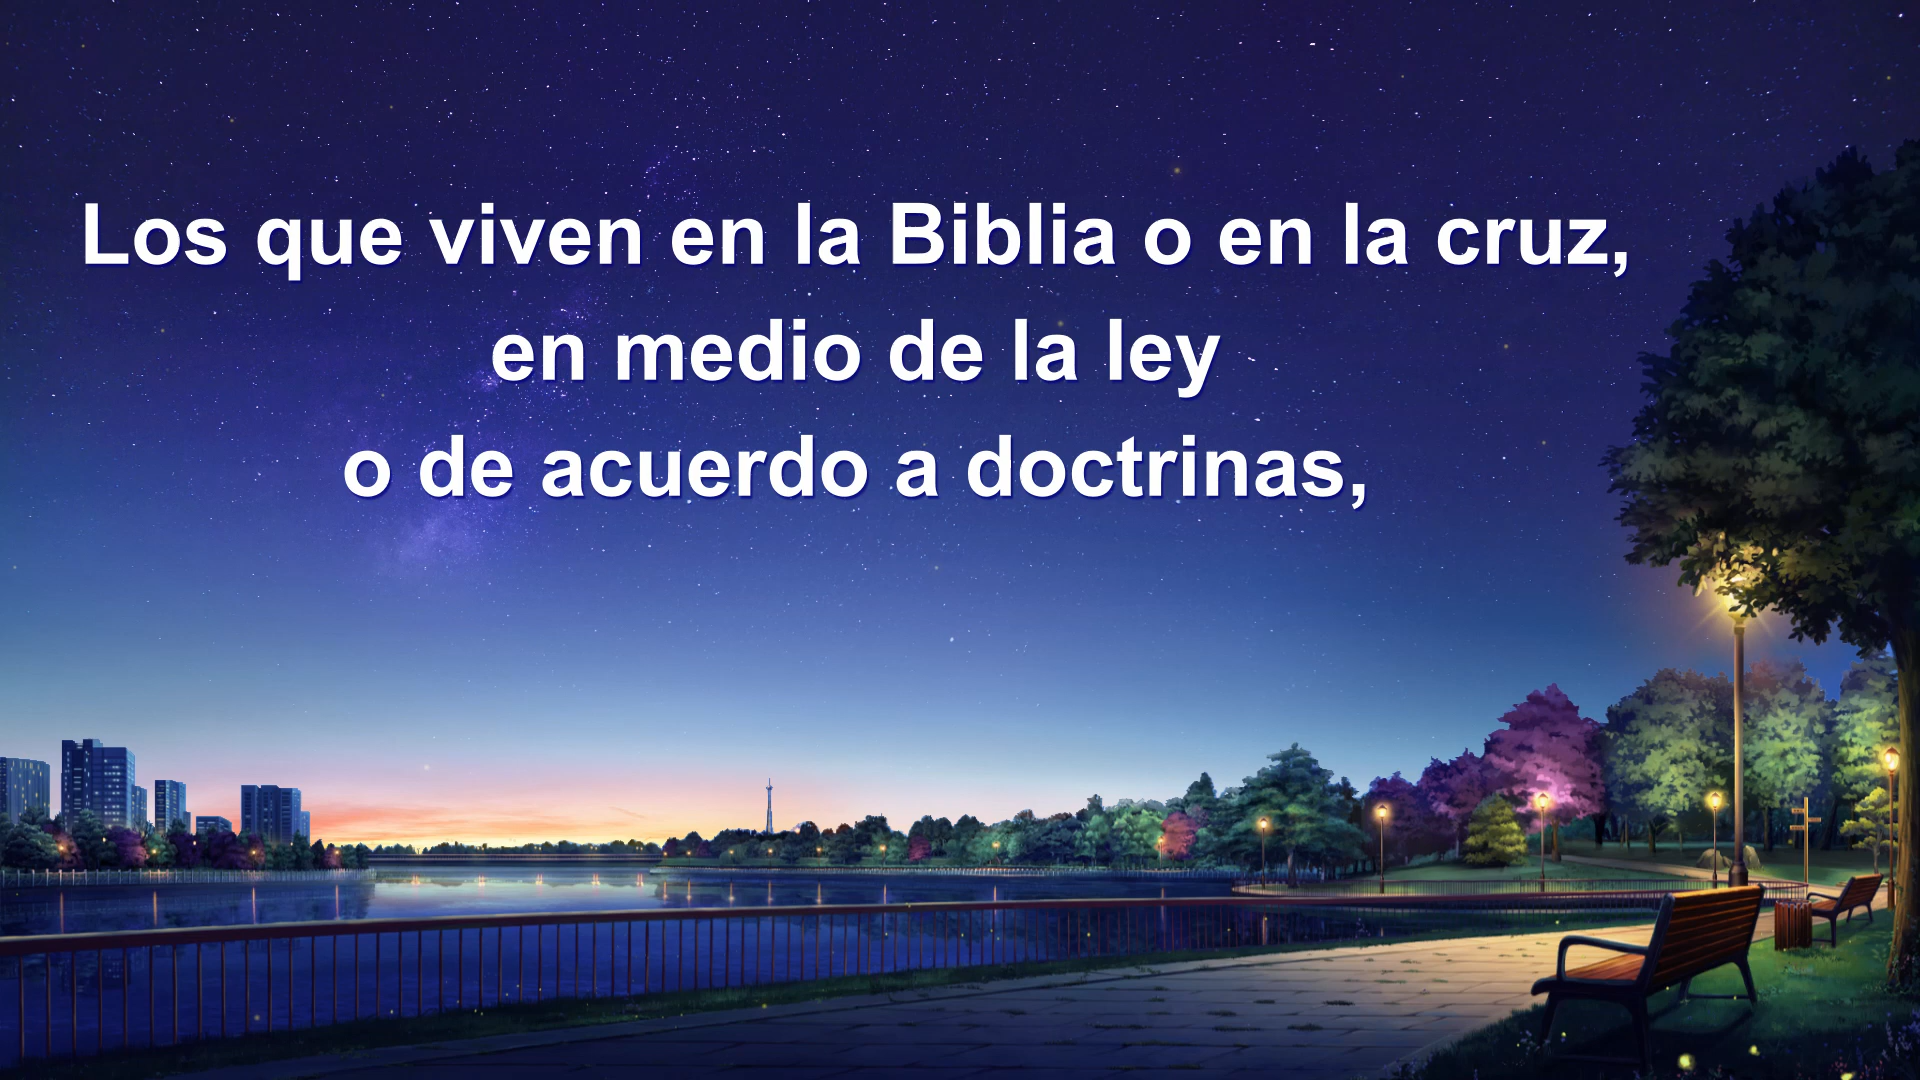 Los que viven en la Biblia o en la cruz,
en medio de la ley
o de acuerdo a doctrinas,